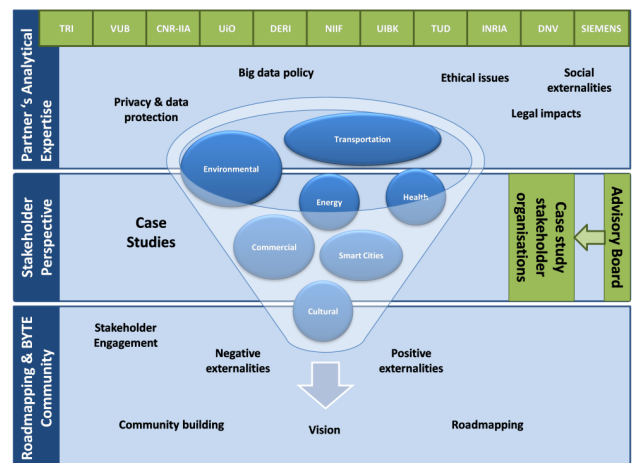 TRI VUB CNR-IIA UiO DERI NIIF UIBK TUD INRIA DNV SIEMENS
Partner‘s Analytical
Expertise
Big data policy
Ethical issues
Social
externalities
Privacy & data
protection
Legal impacts
Transportation
Environmental
Stakeholder
Perspective
Energy
Health
Case
Studies
Commercial
Smart Cities
Cultural
Case study
stakeholder
organisations
Advisory Board
Roadmapping & BYTE
Community
Stakeholder
Engagement
Negative
externalities
Positive
externalities
Community building
Vision
Roadmapping